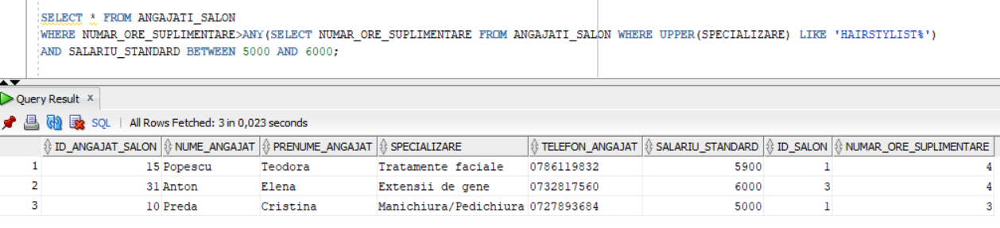 SELECT * FROM ANGAJATI_SALON
WHERE NUMAR_ORE_SUPLIMENTARE>ANY(SELECT NUMAR_ORE_SUPLIMENTARE FROM ANGAJATI_SALON WHERE UPPER(SPECIALIZARE) LIKE 'HAIRSTYLIST%')
AND SALARIU_STANDARD BETWEEN 5000 AND 6000;
Query Result x
SQL | All Rows Fetched: 3 in 0,023 seconds
ID_ANGAJAT_SALON NUME_ANGAJAT PRENUME_ANGAJAT SPECIALIZARE TELEFON_ANGAJAT SALARIU_STANDARD ID_SALON NUMAR_ORE_SUPLIMENTARE
1 15 Popescu Teodora Tratamente faciale 0786119832 5900 1 4
2 31 Anton Elena Extensii de gene 0732817560 6000 3 4
3 10 Preda Cristina Manichiura/Pedichiura 0727893684 5000 1 3